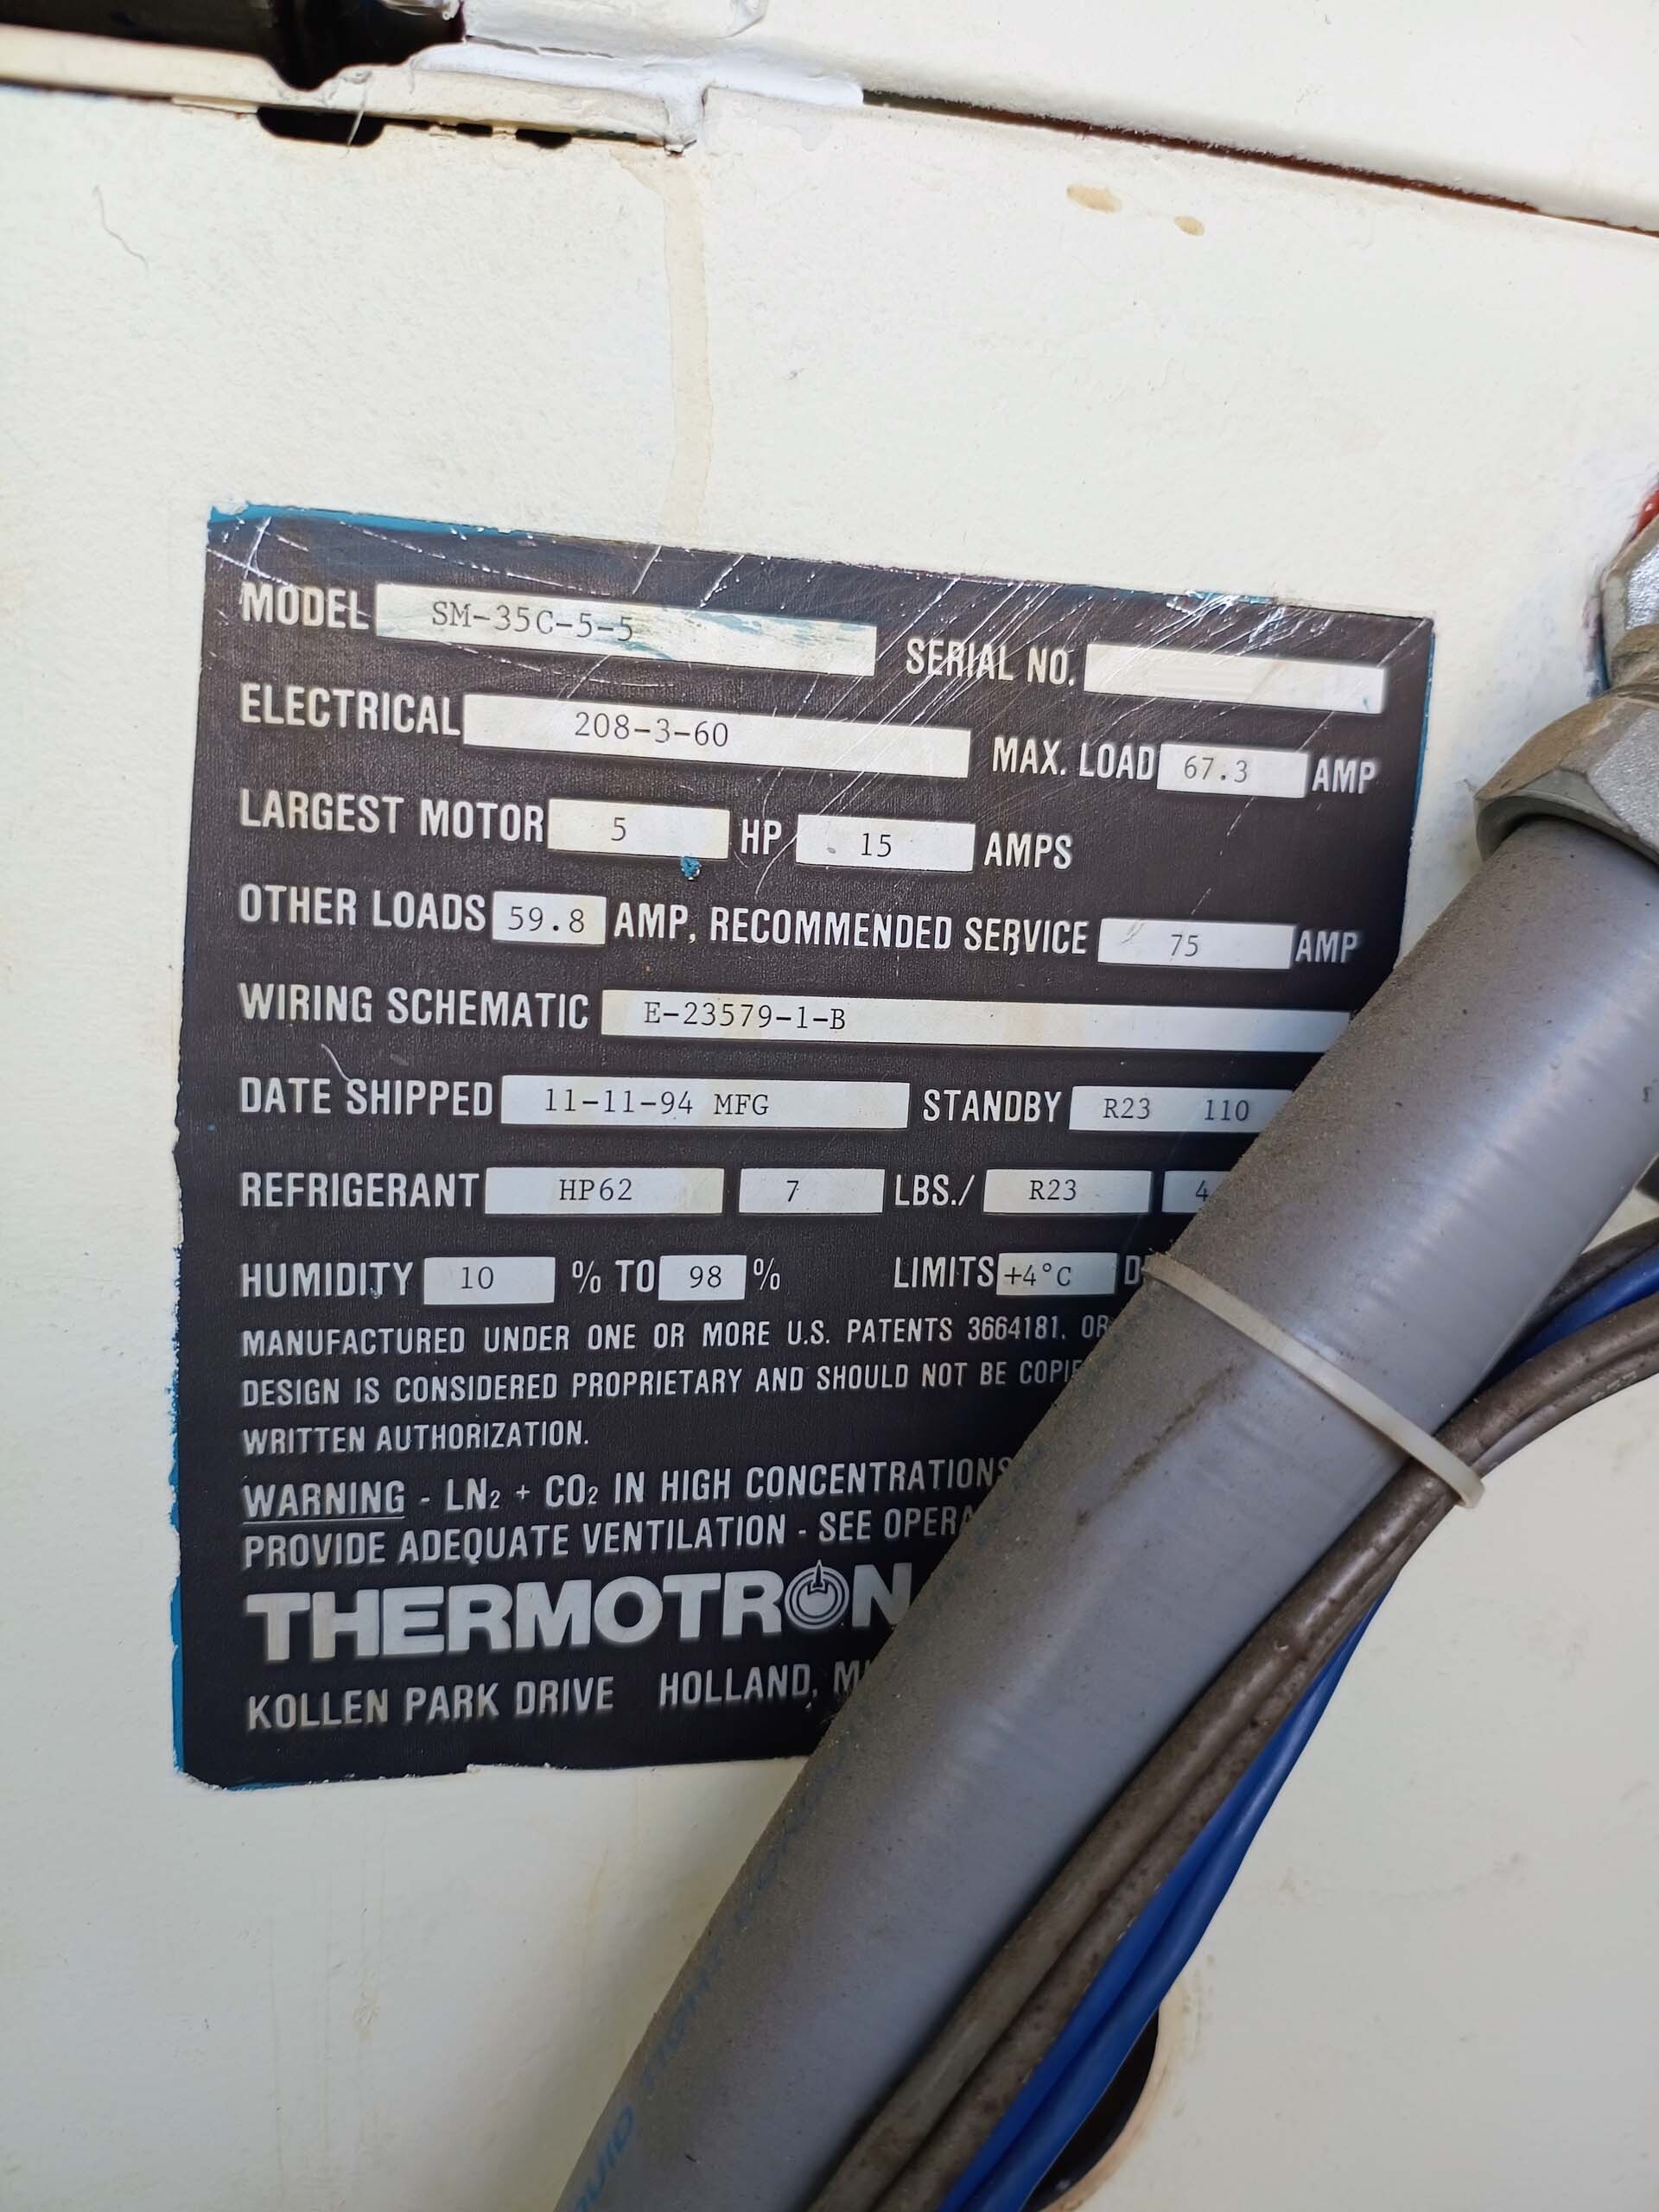 MODEL SM-35C-5-5 SERIAL NO.
ELECTRICAL 208-3-60 MAX. LOAD 67.3 AMP
LARGEST MOTOR 5 HP 15 AMPS
OTHER LOADS 59.8 AMP, RECOMMENDED SERVICE 75 AMP
WIRING SCHEMATIC E-23579-1-B
DATE SHIPPED 11-11-94 MFG STANDBY R23 110
REFRIGERANT HP62 7 LBS./ R23 4
HUMIDITY 10 % TO 98 % LIMITS +4°C
MANUFACTURED UNDER ONE OR MORE U.S. PATENTS 3664181, OR
DESIGN IS CONSIDERED PROPRIETARY AND SHOULD NOT BE
WRITTEN AUTHORIZATION.
WARNING - LN₂ + CO₂ IN HIGH CONCENTRATIONS
PROVIDE ADEQUATE VENTILATION - SEE
THERMOTRON
KOLLEN PARK DRIVE HOLLAND,